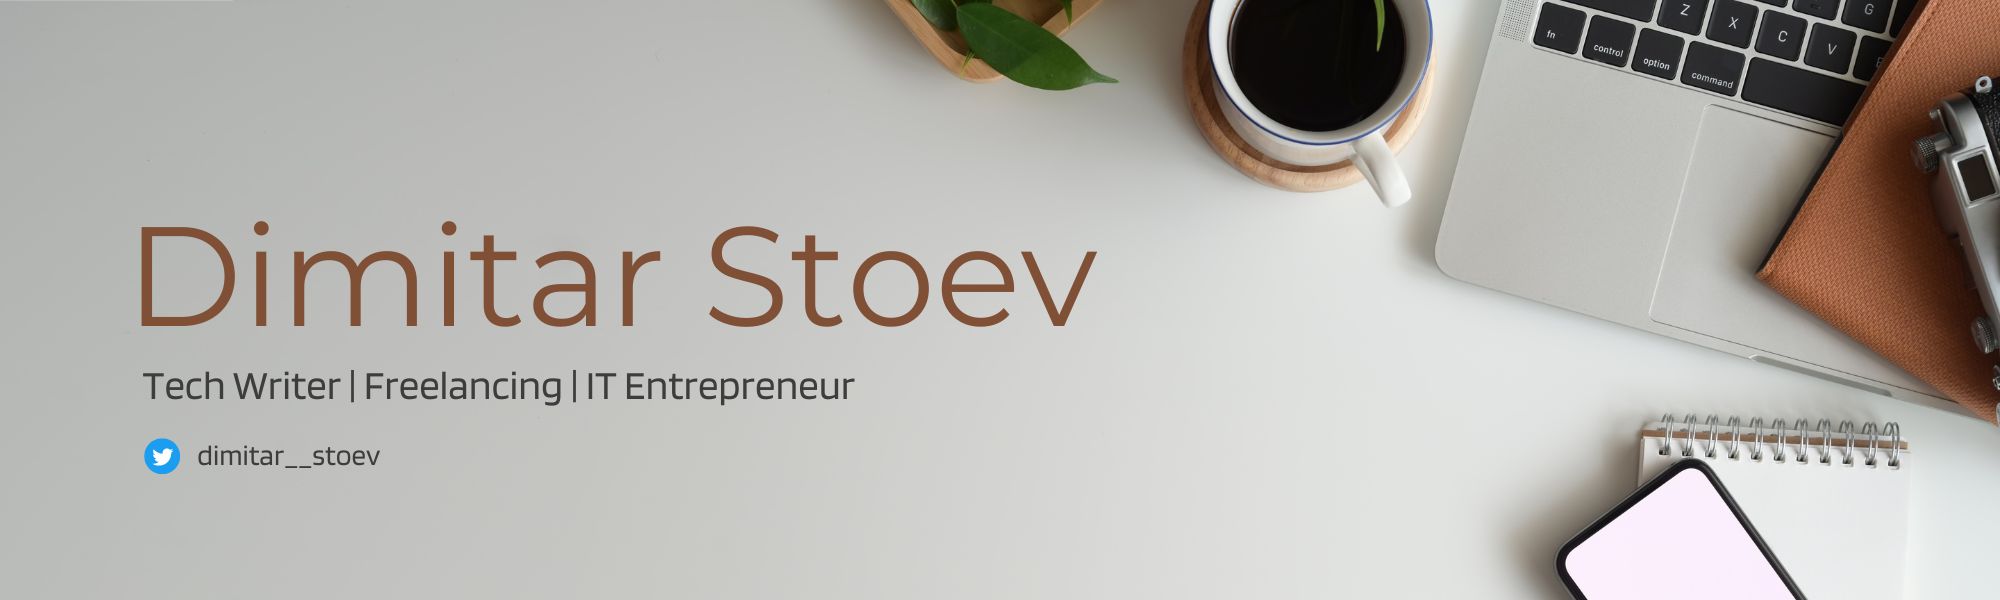 Z X C V G
fn control option command
Dimitar Stoev
Tech Writer | Freelancing | IT Entrepreneur
dimitar__stoev